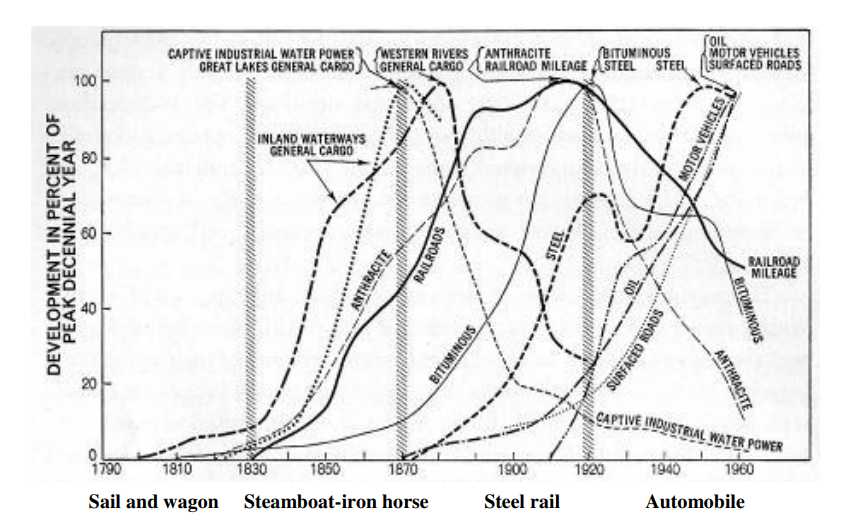 CAPTIVE INDUSTRIAL WATER POWER
GREAT LAKES GENERAL CARGO
WESTERN RIVERS
GENERAL CARGO
ANTHRACITE
RAILROAD MILEAGE
BITUMINOUS
STEEL
STEEL
OIL
MOTOR VEHICLES
SURFACED ROADS
INLAND WATERWAYS
GENERAL CARGO
DEVELOPMENT IN PERCENT OF
PEAK DECENNIAL YEAR
100
80
60
40
20
0
ANTHRACITE
RAILROADS
BITUMINOUS
STEEL
OIL
SURFACED ROADS
MOTOR VEHICLES
RAILROAD
MILEAGE
BITUMINOUS
ANTHRACITE
CAPTIVE INDUSTRIAL WATER POWER
1790 1810 1830 1850 1870 1900 1920 1940 1960
Sail and wagon Steamboat-iron horse Steel rail Automobile